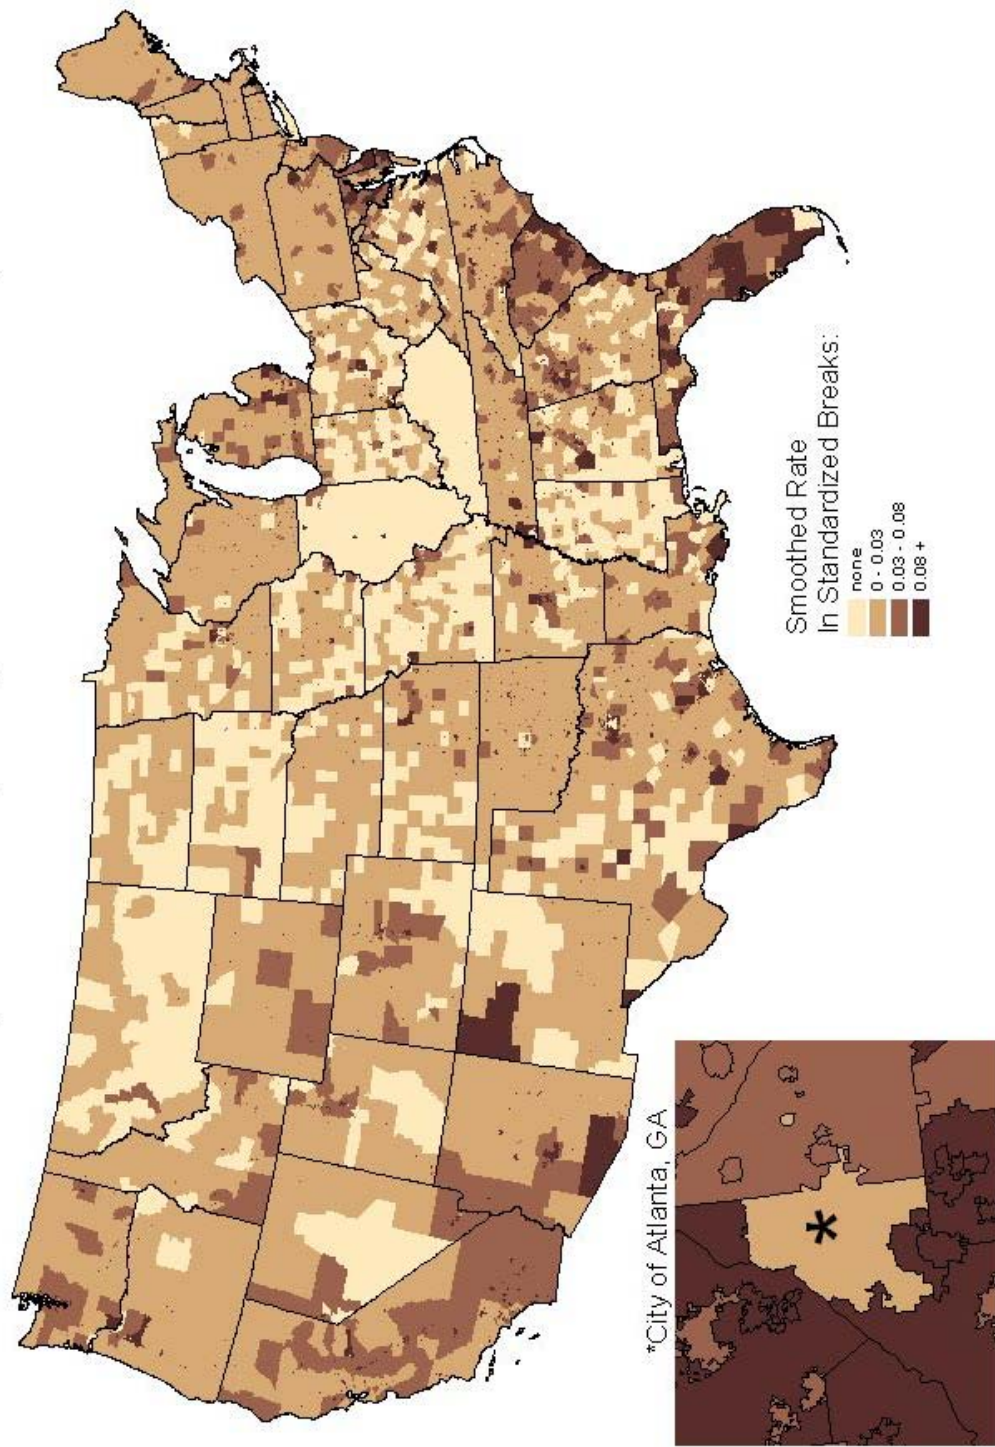 *City of Atlanta, GA
*
Smoothed Rate
In Standardized Breaks:
none
0 - 0.03
0.03 - 0.08
0.08 +